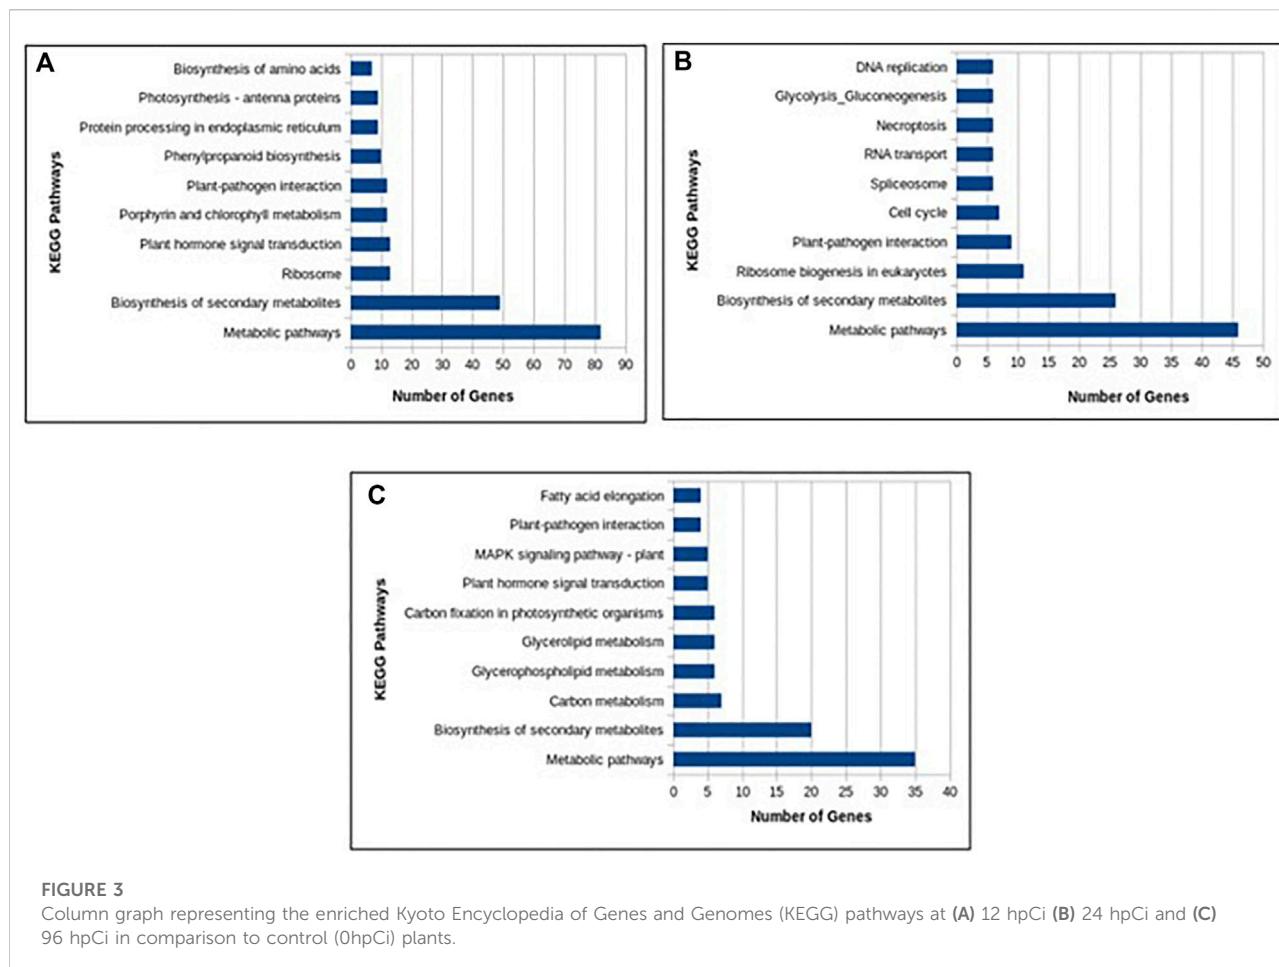 A
KEGG Pathways
Biosynthesis of amino acids
Photosynthesis - antenna proteins
Protein processing in endoplasmic reticulum
Phenylpropanoid biosynthesis
Plant-pathogen interaction
Porphyrin and chlorophyll metabolism
Plant hormone signal transduction
Ribosome
Biosynthesis of secondary metabolites
Metabolic pathways
0 10 20 30 40 50 60 70 80 90
Number of Genes
B
KEGG Pathways
DNA replication
Glycolysis_Gluconeogenesis
Necroptosis
RNA transport
Spliceosome
Cell cycle
Plant-pathogen interaction
Ribosome biogenesis in eukaryotes
Biosynthesis of secondary metabolites
Metabolic pathways
0 5 10 15 20 25 30 35 40 45 50
Number of Genes
C
KEGG Pathways
Fatty acid elongation
Plant-pathogen interaction
MAPK signaling pathway - plant
Plant hormone signal transduction
Carbon fixation in photosynthetic organisms
Glycerolipid metabolism
Glycerophospholipid metabolism
Carbon metabolism
Biosynthesis of secondary metabolites
Metabolic pathways
0 5 10 15 20 25 30 35 40
Number of Genes
FIGURE 3
Column graph representing the enriched Kyoto Encyclopedia of Genes and Genomes (KEGG) pathways at (A) 12 hpCi (B) 24 hpCi and (C)
96 hpCi in comparison to control (0hpCi) plants.